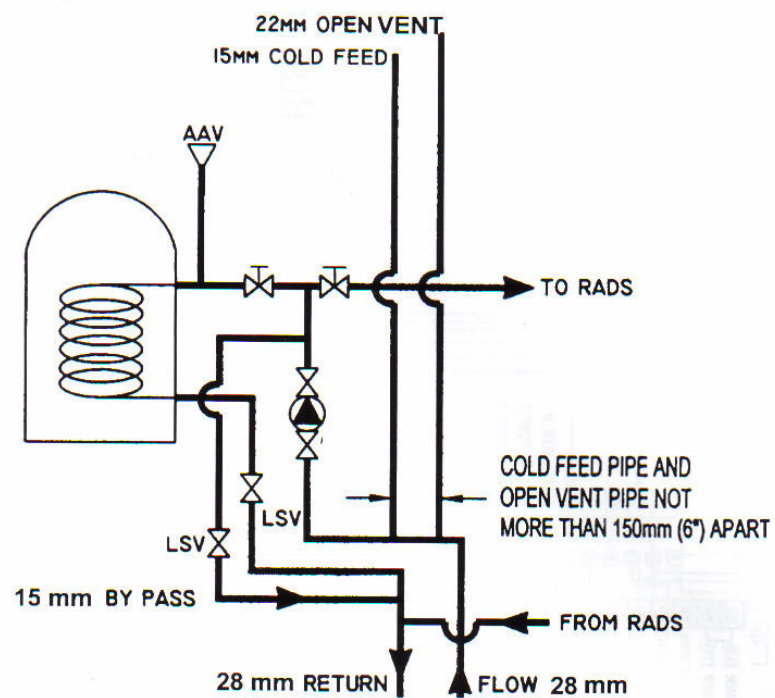 22MM OPEN VENT
15MM COLD FEED
AAV
TO RADS
COLD FEED PIPE AND
OPEN VENT PIPE NOT
MORE THAN 150mm (6") APART
LSV
LSV
15 mm BY PASS
FROM RADS
28 mm RETURN
FLOW 28 mm